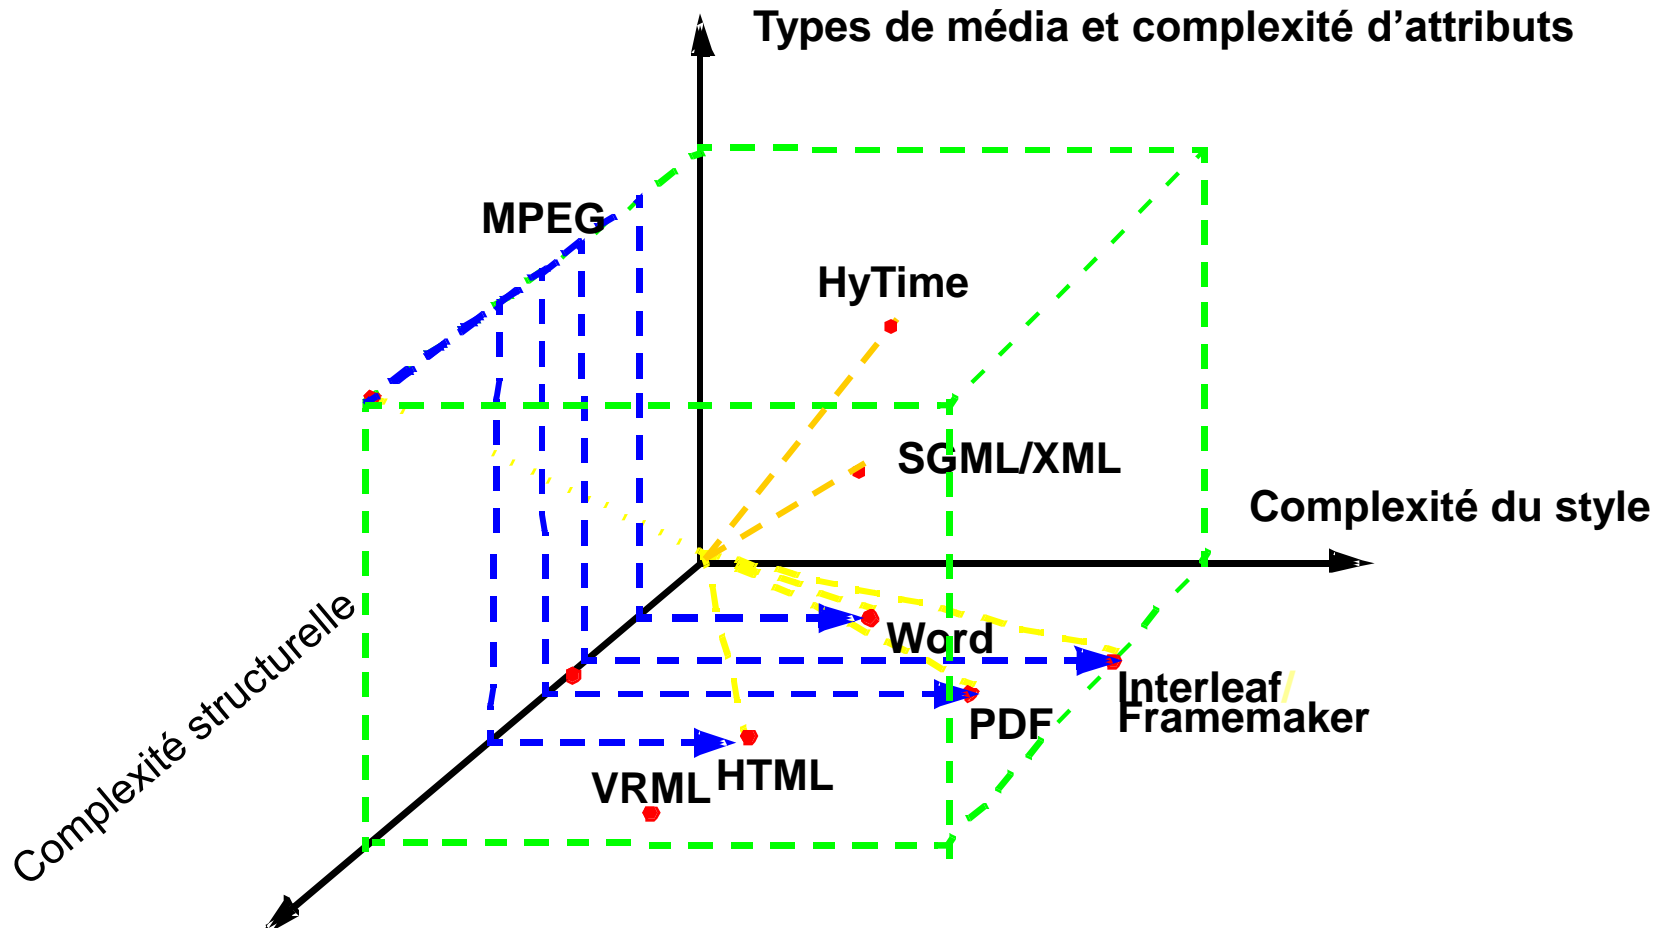 Types de média et complexité d’attributs
MPEG
HyTime
SGML/XML
Complexité du style
Complexité structurelle
Word
Interleaf/
Framemaker
PDF
HTML
VRML